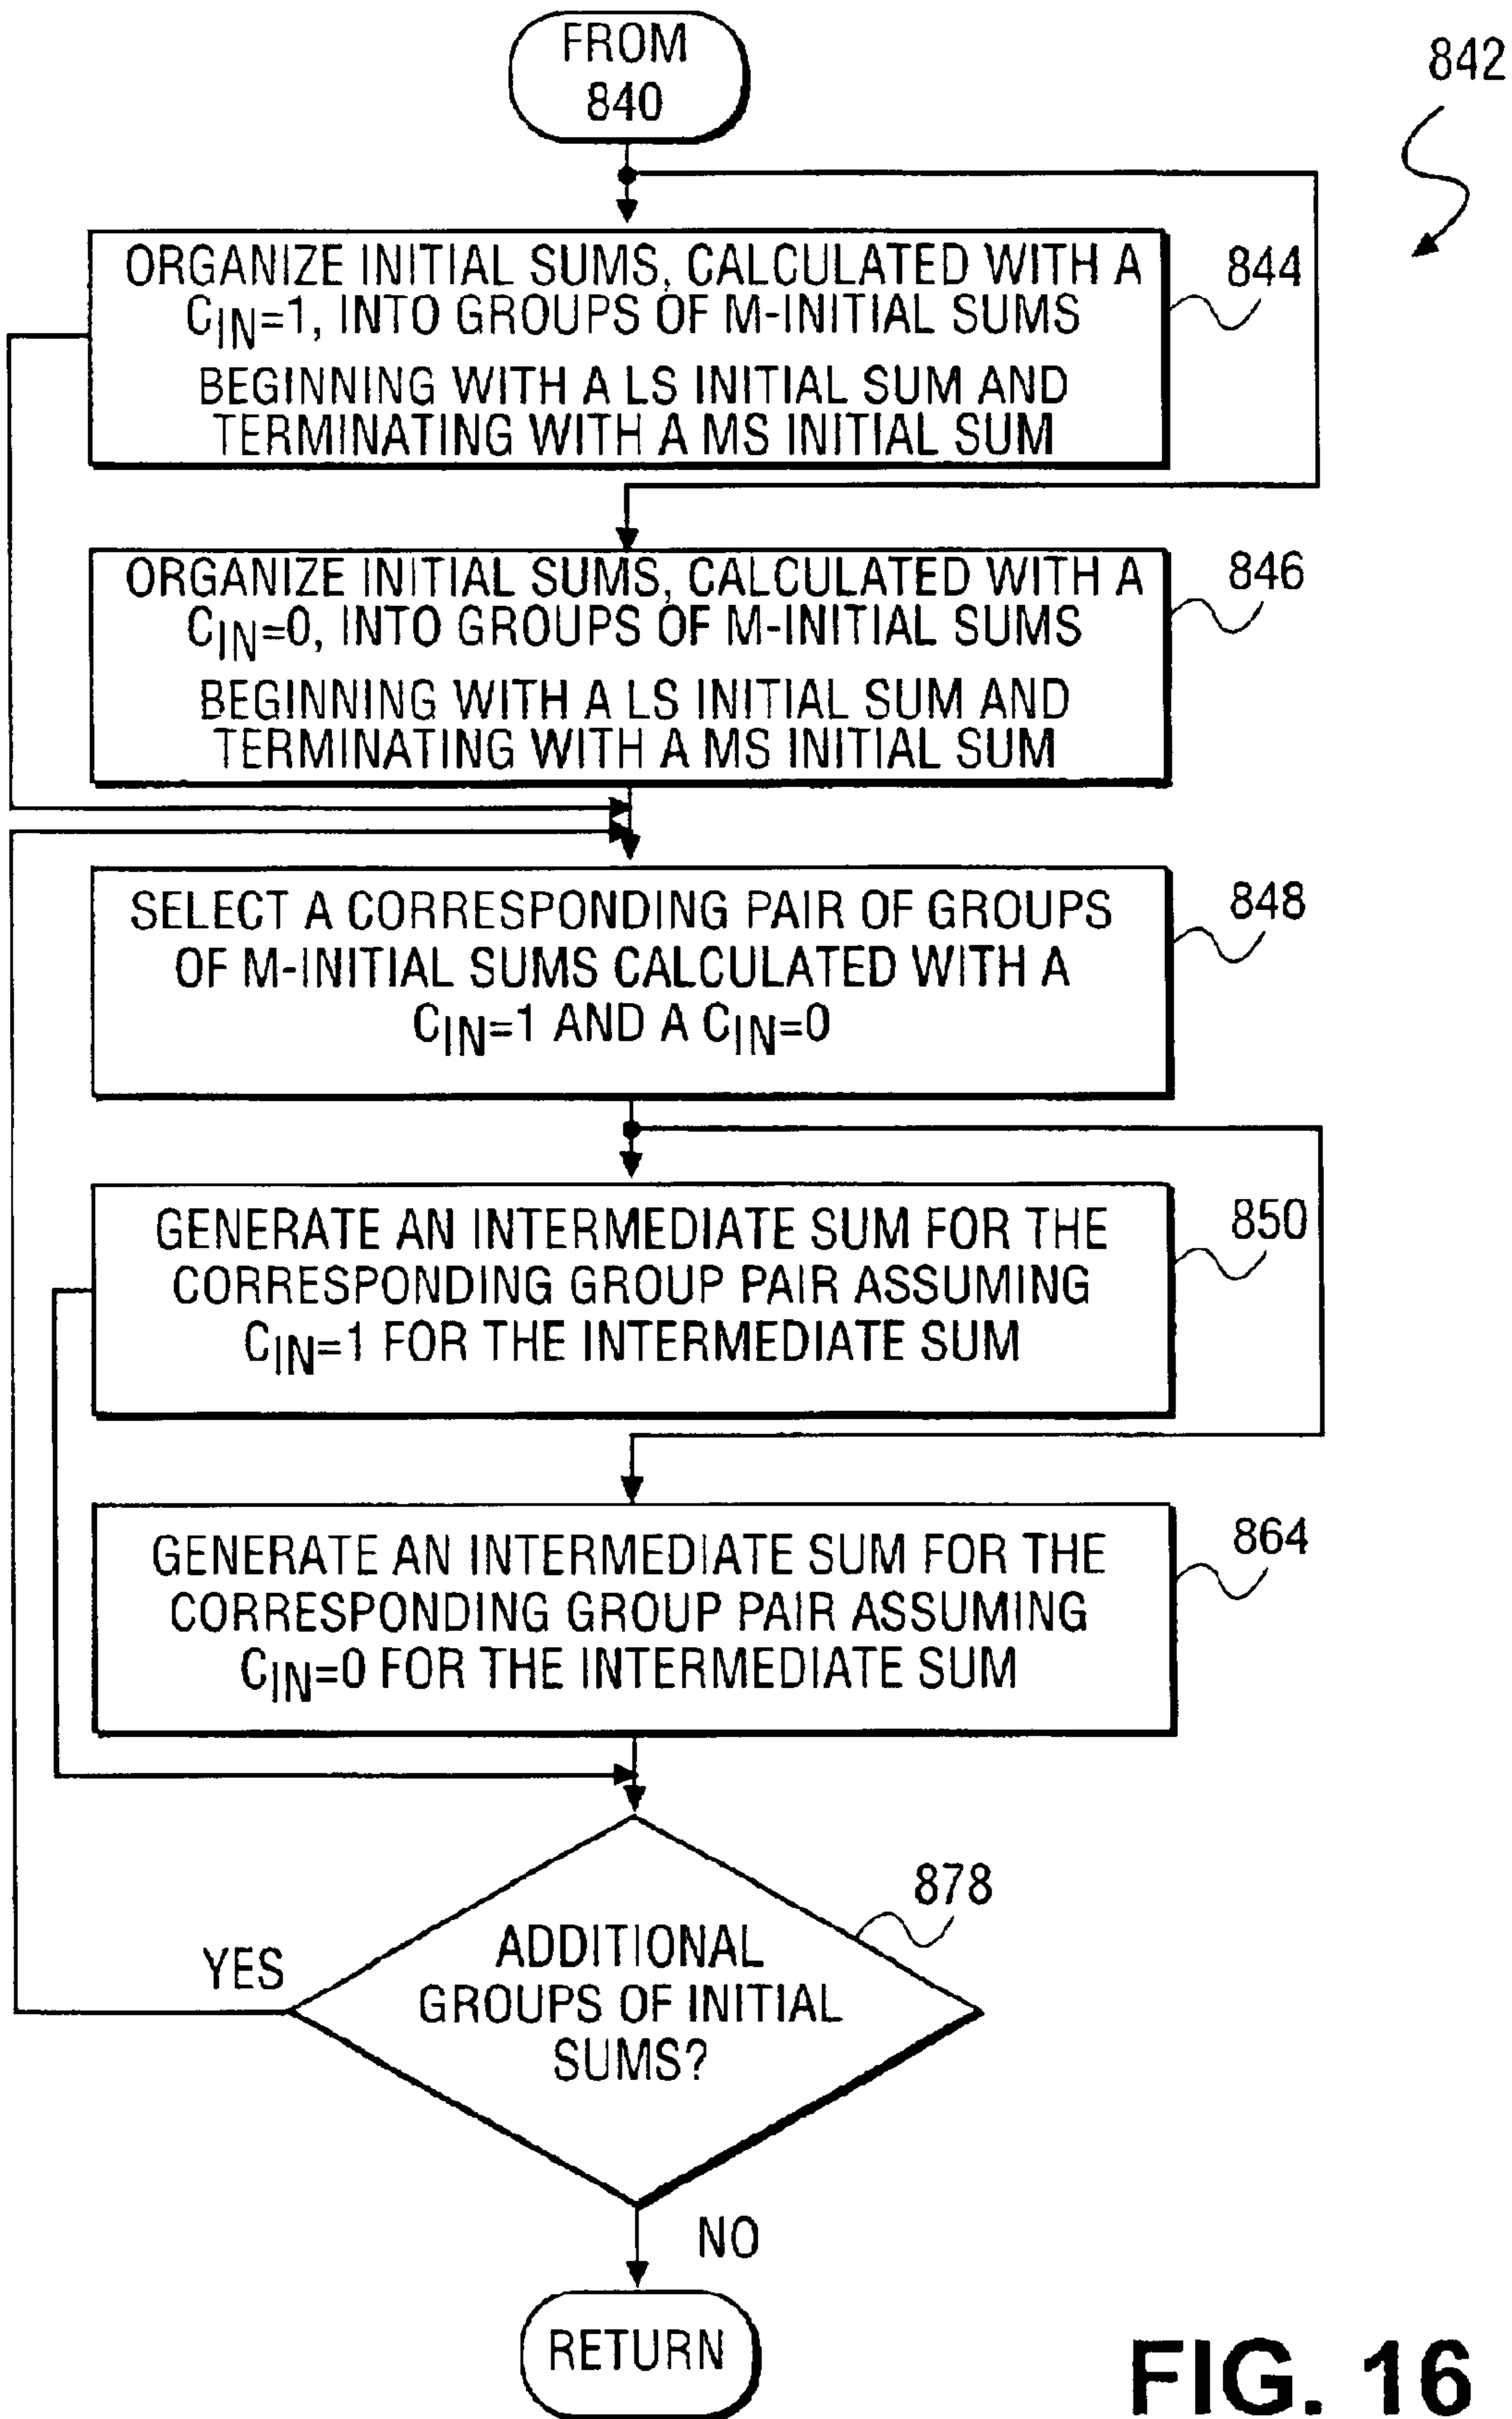 FROM
840
842
ORGANIZE INITIAL SUMS, CALCULATED WITH A
CIN=1, INTO GROUPS OF M-INITIAL SUMS
BEGINNING WITH A LS INITIAL SUM AND
TERMINATING WITH A MS INITIAL SUM
844
ORGANIZE INITIAL SUMS, CALCULATED WITH A
CIN=0, INTO GROUPS OF M-INITIAL SUMS
BEGINNING WITH A LS INITIAL SUM AND
TERMINATING WITH A MS INITIAL SUM
846
SELECT A CORRESPONDING PAIR OF GROUPS
OF M-INITIAL SUMS CALCULATED WITH A
CIN=1 AND A CIN=0
848
GENERATE AN INTERMEDIATE SUM FOR THE
CORRESPONDING GROUP PAIR ASSUMING
CIN=1 FOR THE INTERMEDIATE SUM
850
GENERATE AN INTERMEDIATE SUM FOR THE
CORRESPONDING GROUP PAIR ASSUMING
CIN=0 FOR THE INTERMEDIATE SUM
864
878
ADDITIONAL
GROUPS OF INITIAL
SUMS?
YES
NO
RETURN
FIG. 16